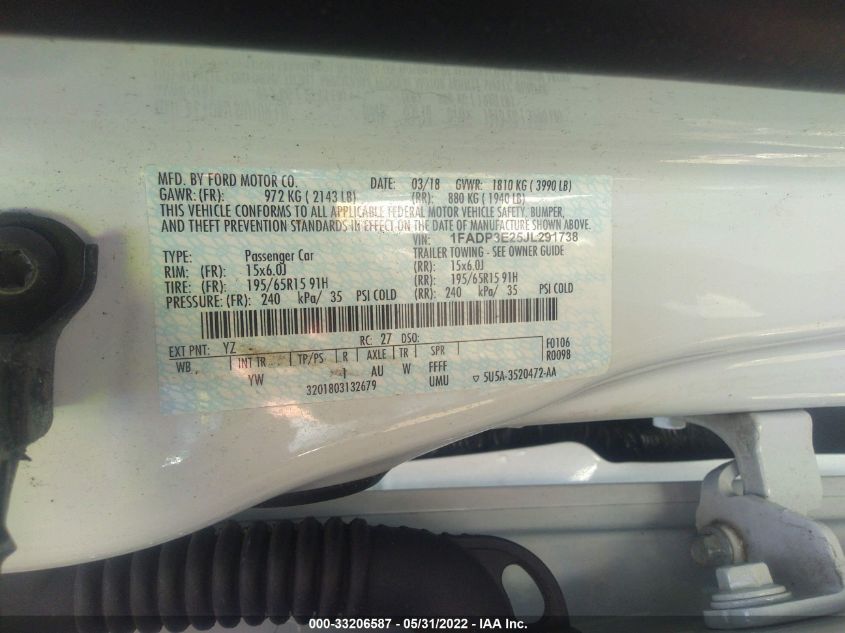 MFD. BY FORD MOTOR CO. DATE: 03/18 GVWR: 1810 KG ( 3990 LB)
GAWR: (FR): 972 KG ( 2143 LB) (RR): 880 KG ( 1940 LB)
THIS VEHICLE CONFORMS TO ALL APPLICABLE FEDERAL MOTOR VEHICLE SAFETY, BUMPER,
AND THEFT PREVENTION STANDARDS IN EFFECT ON THE DATE OF MANUFACTURE SHOWN ABOVE.
VIN: 1FADP3E25JL291738
TYPE: Passenger Car TRAILER TOWING - SEE OWNER GUIDE
RIM: (FR): 15x6.0J (RR): 15x6.0J
TIRE: (FR): 195/65R15 91H (RR): 195/65R15 91H
PRESSURE: (FR): 240 kPa/ 35 PSI COLD (RR): 240 kPa/ 35 PSI COLD
EXT PNT: YZ RC: 27 DSO: F0106
R0098
WB INT TR TP/PS R AXLE TR SPR
YW 1 AU W FFFF
UMU
3201803132679
▽ 5U5A-3520472-AA
000-33206587 - 05/31/2022 - IAA Inc.